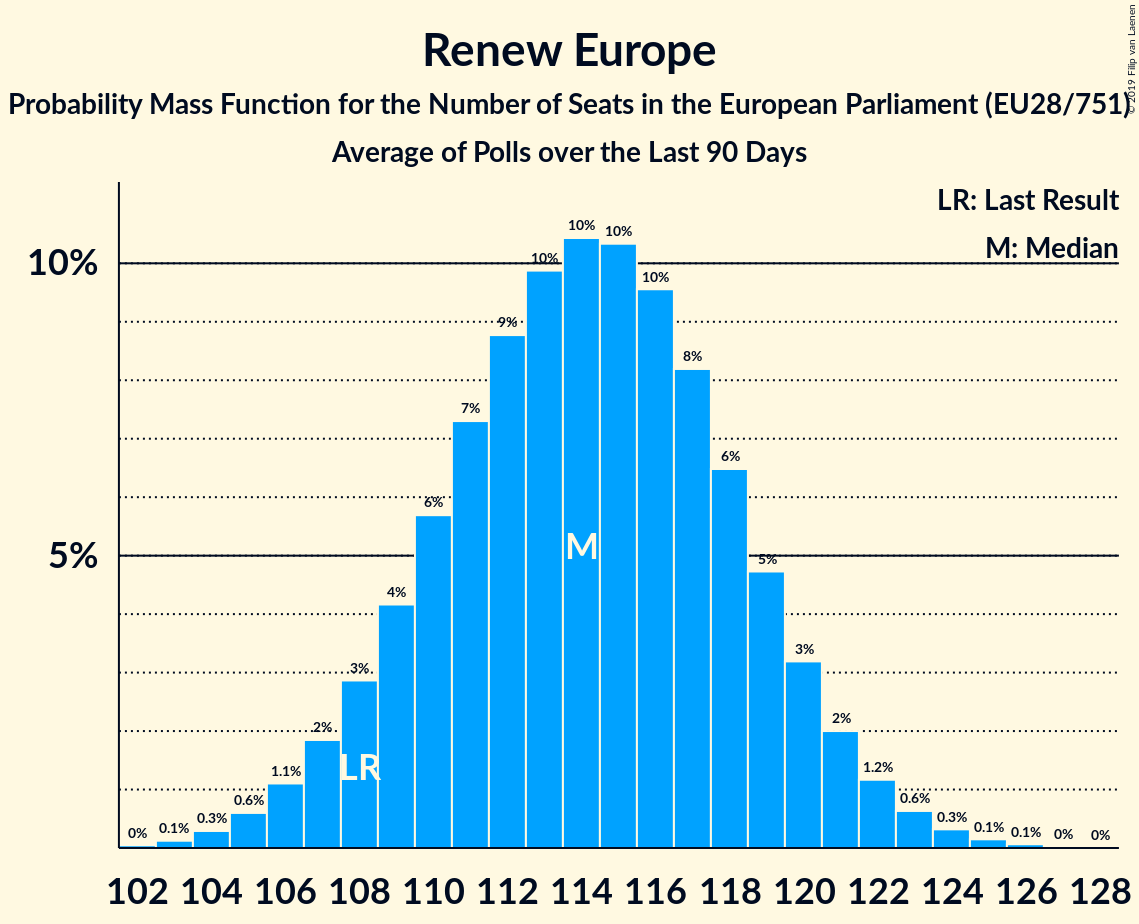 Renew Europe
Probability Mass Function for the Number of Seats in the European Parliament (EU28/751)
Average of Polls over the Last 90 Days
© 2019 Filip van Laenen
LR: Last Result
M: Median
10%
5%
0% 0.1% 0.3% 0.6% 1.1% 2% 3% 4% 6% 7% 9% 10% 10% 10% 10% 8% 6% 5% 3% 2% 1.2% 0.6% 0.3% 0.1% 0.1% 0% 0%
M
LR
102 104 106 108 110 112 114 116 118 120 122 124 126 128